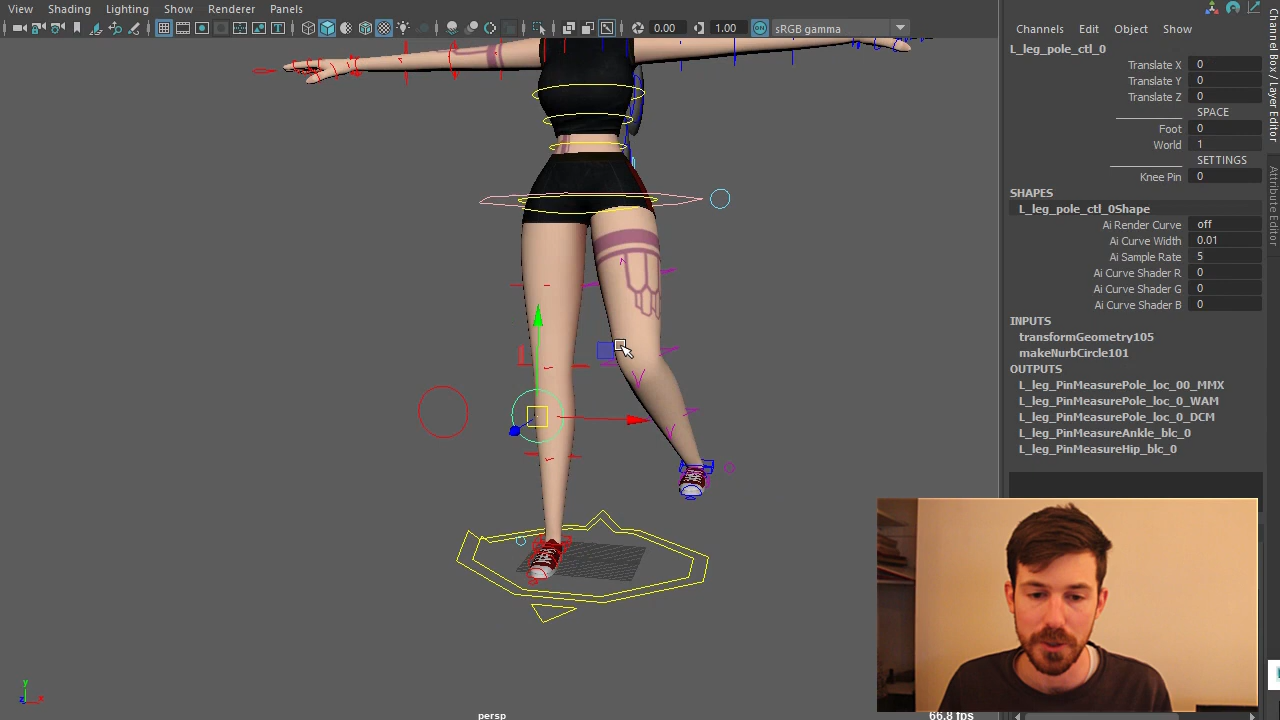 View Shading Lighting Show Renderer Panels
0.00 1.00 sRGB gamma
Channels Edit Object Show
Channel Box / Layer Editor
Attribute Editor
L_leg_pole_ctl_0
Translate X 0
Translate Y 0
Translate Z 0
SPACE
Foot 0
World 1
SETTINGS
Knee Pin 0
SHAPES
L_leg_pole_ctl_0Shape
Ai Render Curve off
Ai Curve Width 0.01
Ai Sample Rate 5
Ai Curve Shader R 0
Ai Curve Shader G 0
Ai Curve Shader B 0
INPUTS
transformGeometry105
makeNurbCircle101
OUTPUTS
L_leg_PinMeasurePole_loc_00_MMX
L_leg_PinMeasurePole_loc_0_WAM
L_leg_PinMeasurePole_loc_0_DCM
L_leg_PinMeasureAnkle_blc_0
L_leg_PinMeasureHip_blc_0
y
z x
persp
66.8 fps